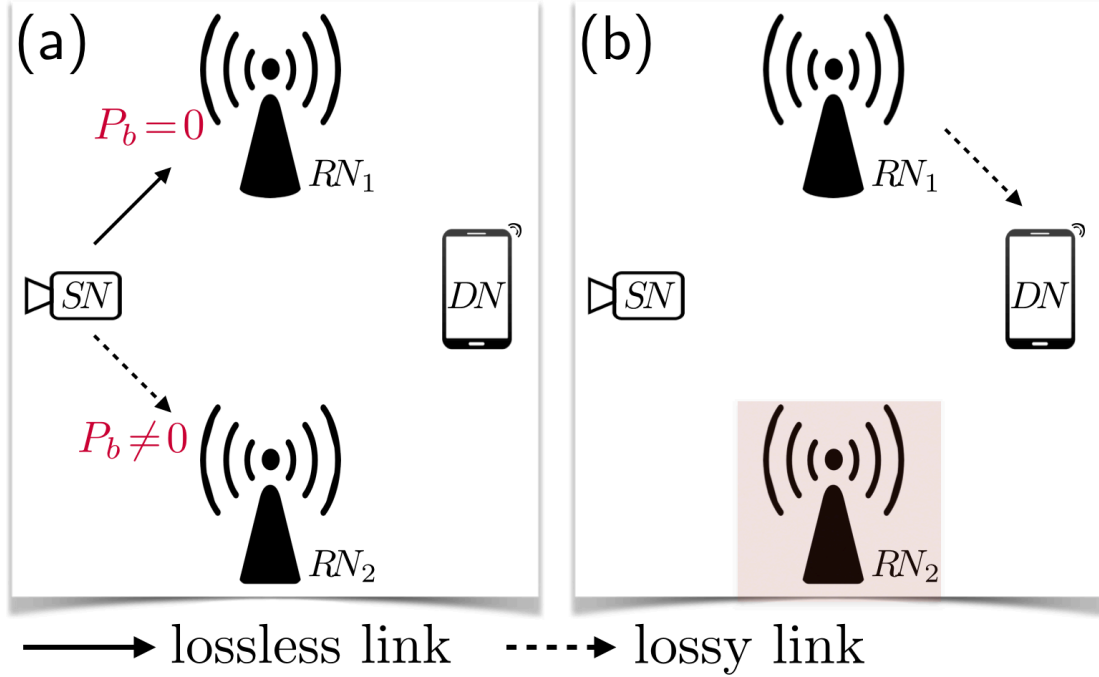 (a)
P_b = 0
RN_1
SN
DN
P_b ≠ 0
RN_2
(b)
RN_1
SN
DN
RN_2
lossless link
lossy link